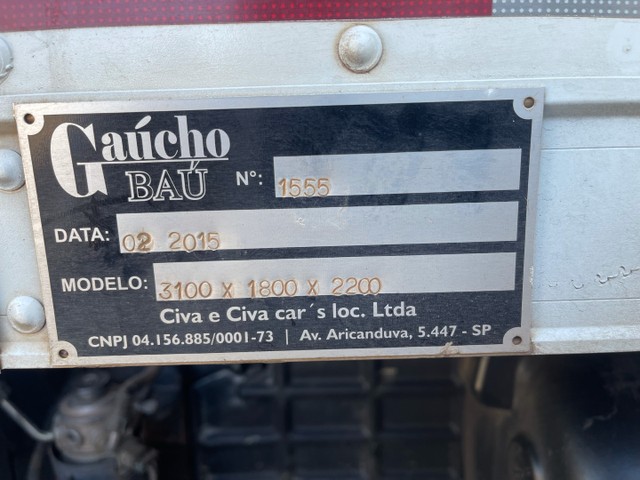 Gaúcho
BAÚ
Nº: 1555
DATA: 02 2015
MODELO: 3100 X 1800 X 2200
Civa e Civa car´s loc. Ltda
CNPJ 04.156.885/0001-73 | Av. Aricanduva, 5.447 - SP